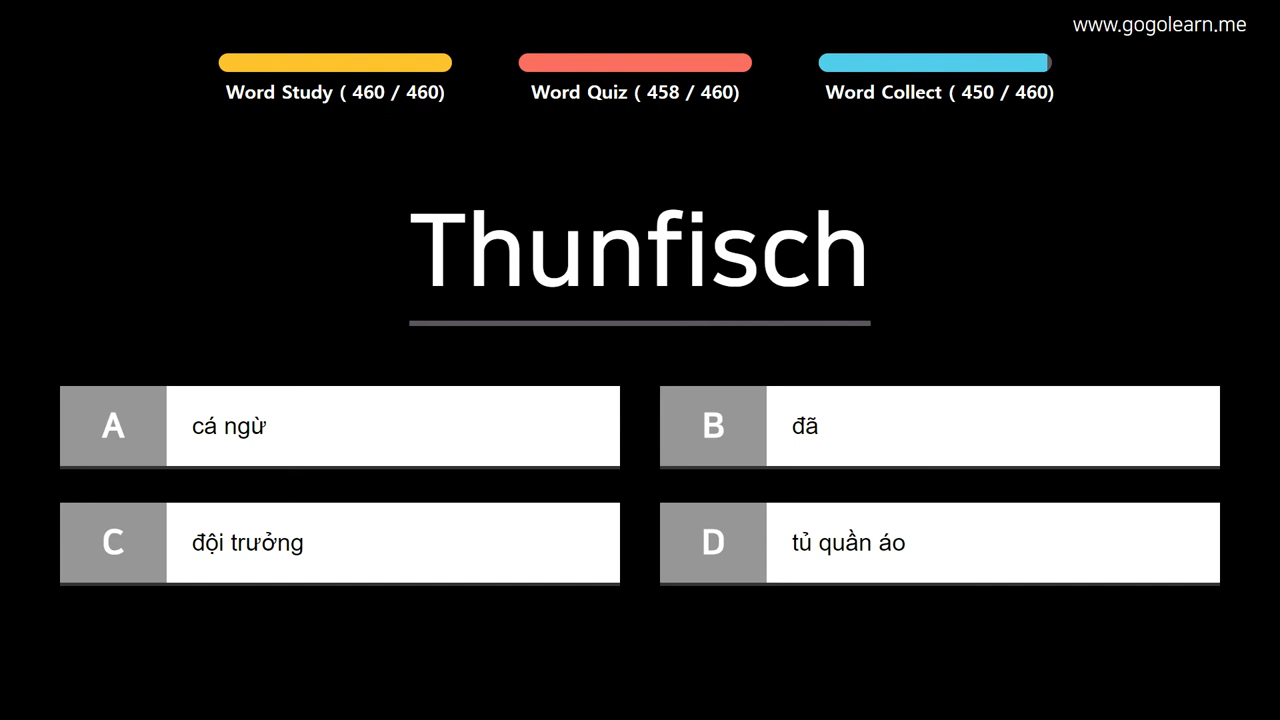 www.gogolearn.me
Word Study ( 460 / 460)
Word Quiz ( 458 / 460)
Word Collect ( 450 / 460)
Thunfisch
A cá ngừ
B đã
C đội trưởng
D tủ quần áo